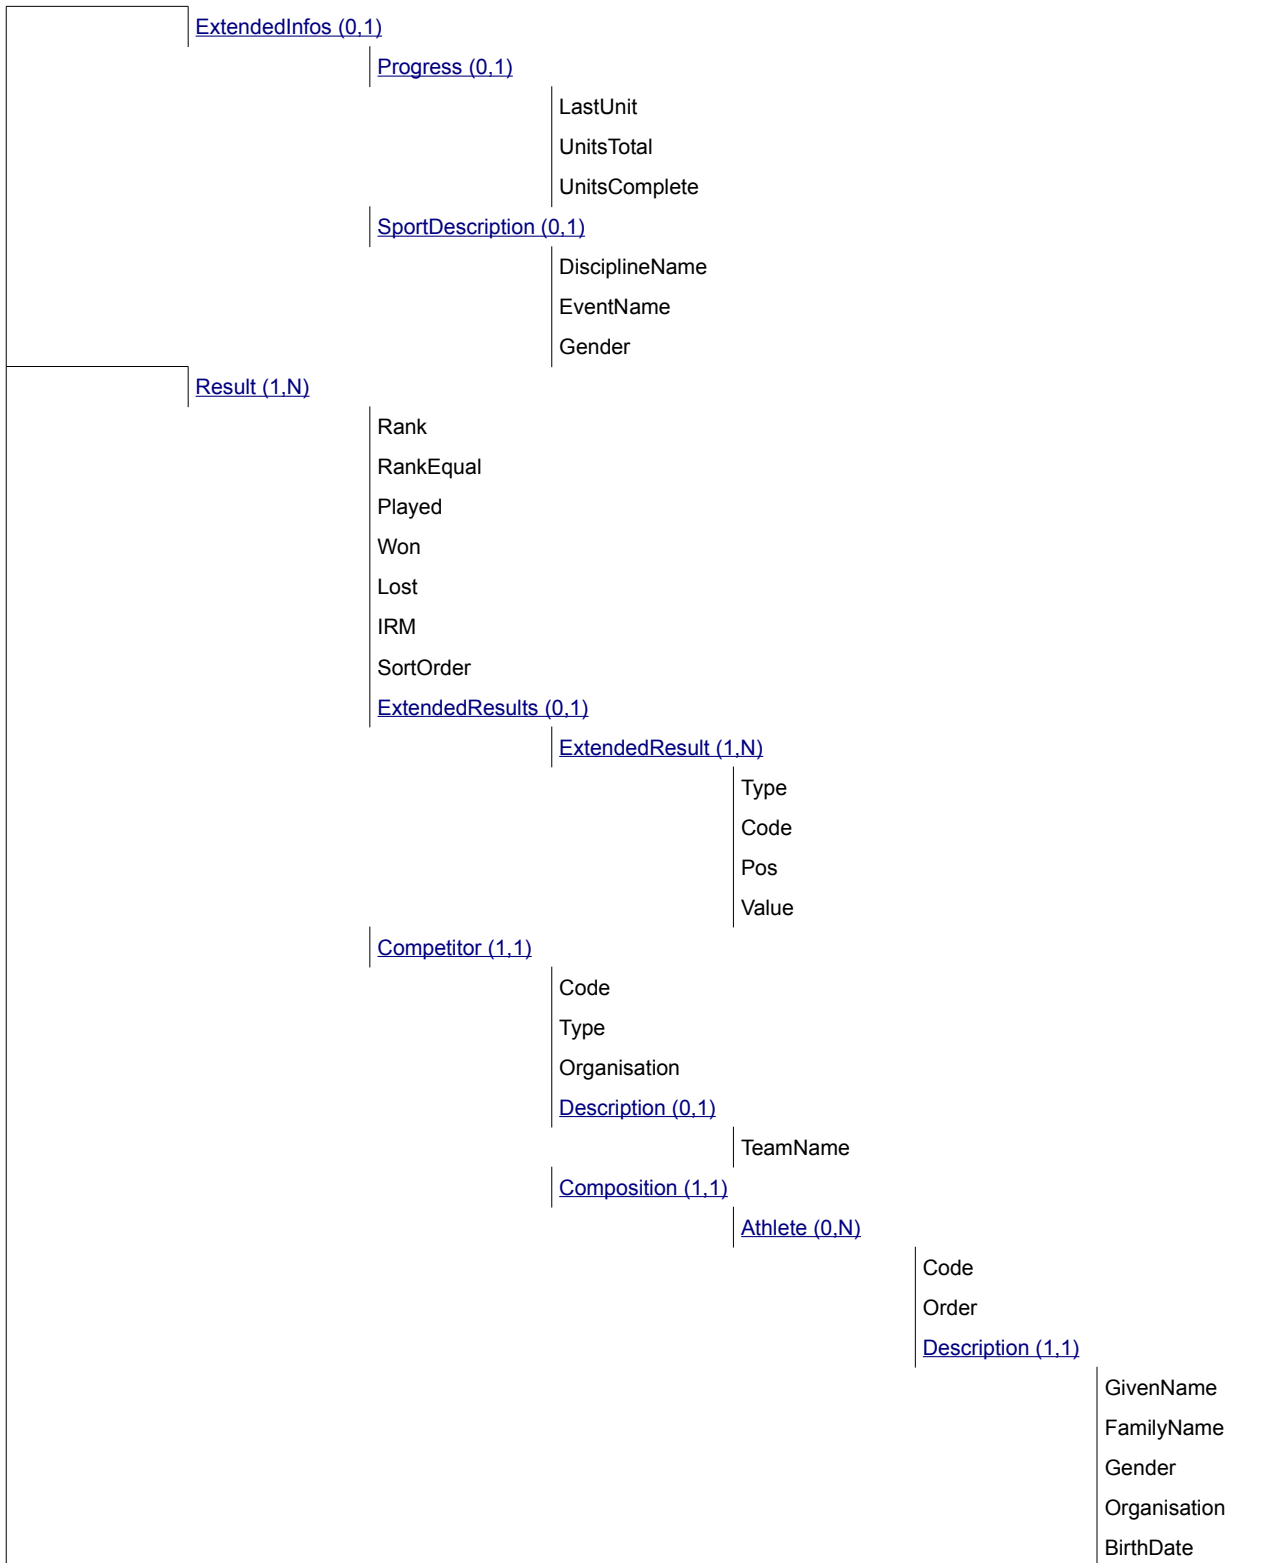 ExtendedInfos (0,1)
Progress (0,1)
LastUnit
UnitsTotal
UnitsComplete
SportDescription (0,1)
DisciplineName
EventName
Gender
Result (1,N)
Rank
RankEqual
Played
Won
Lost
IRM
SortOrder
ExtendedResults (0,1)
ExtendedResult (1,N)
Type
Code
Pos
Value
Competitor (1,1)
Code
Type
Organisation
Description (0,1)
TeamName
Composition (1,1)
Athlete (0,N)
Code
Order
Description (1,1)
GivenName
FamilyName
Gender
Organisation
BirthDate